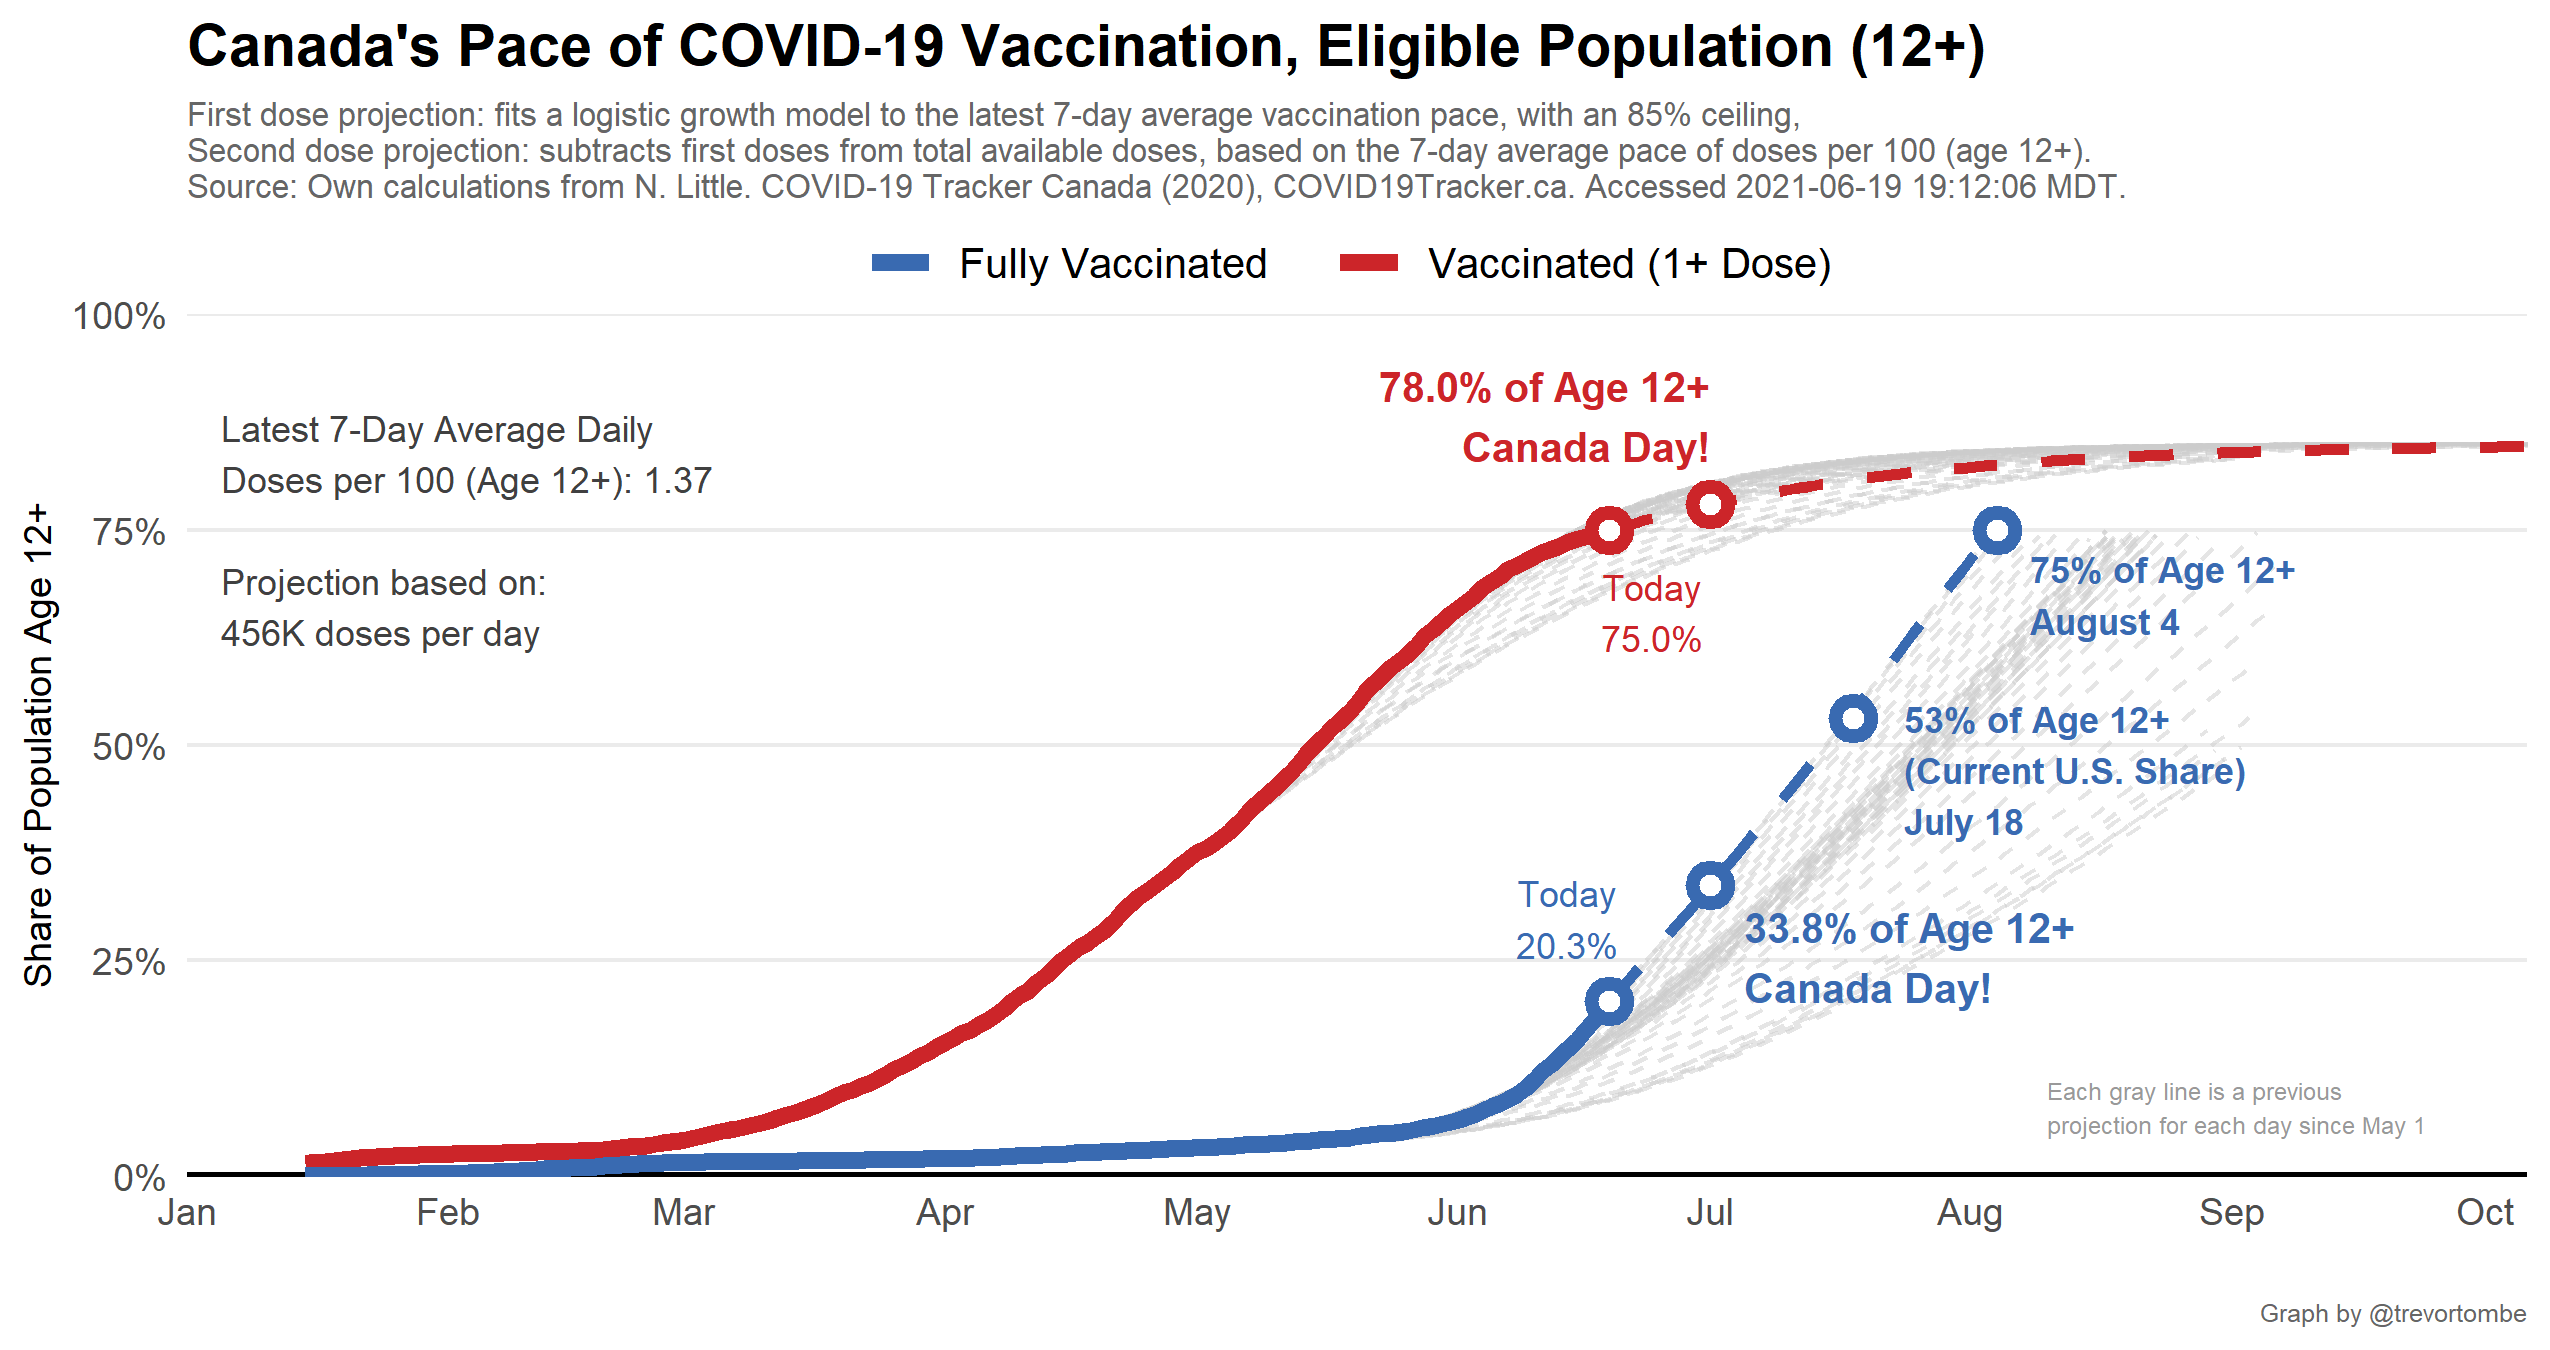 Canada's Pace of COVID-19 Vaccination, Eligible Population (12+)
First dose projection: fits a logistic growth model to the latest 7-day average vaccination pace, with an 85% ceiling,
Second dose projection: subtracts first doses from total available doses, based on the 7-day average pace of doses per 100 (age 12+).
Source: Own calculations from N. Little. COVID-19 Tracker Canada (2020), COVID19Tracker.ca. Accessed 2021-06-19 19:12:06 MDT.
Fully Vaccinated
Vaccinated (1+ Dose)
Share of Population Age 12+
100%
75%
50%
25%
0%
Latest 7-Day Average Daily
Doses per 100 (Age 12+): 1.37
Projection based on:
456K doses per day
78.0% of Age 12+
Canada Day!
Today
75.0%
75% of Age 12+
August 4
53% of Age 12+
(Current U.S. Share)
July 18
Today
20.3%
33.8% of Age 12+
Canada Day!
Each gray line is a previous
projection for each day since May 1
Jan
Feb
Mar
Apr
May
Jun
Jul
Aug
Sep
Oct
Graph by @trevortombe